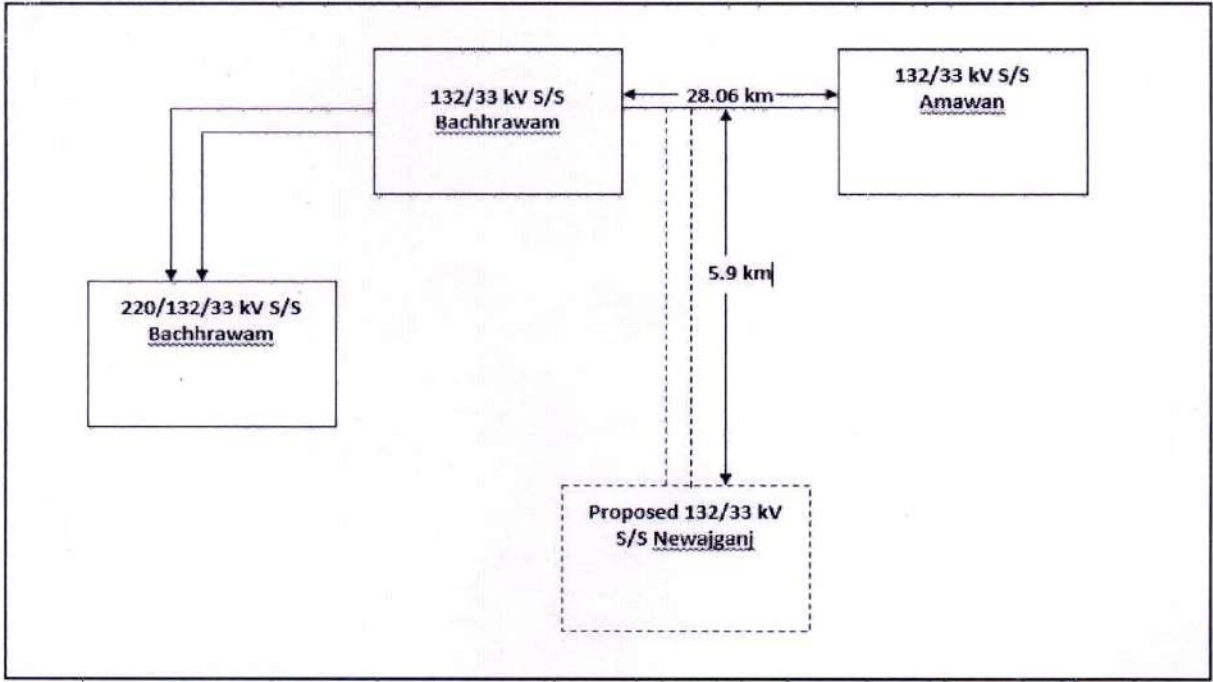 132/33 kV S/S
Bachhrawam
28.06 km
132/33 kV S/S
Amawan
5.9 km
220/132/33 kV S/S
Bachhrawam
Proposed 132/33 kV
S/S Newajganj